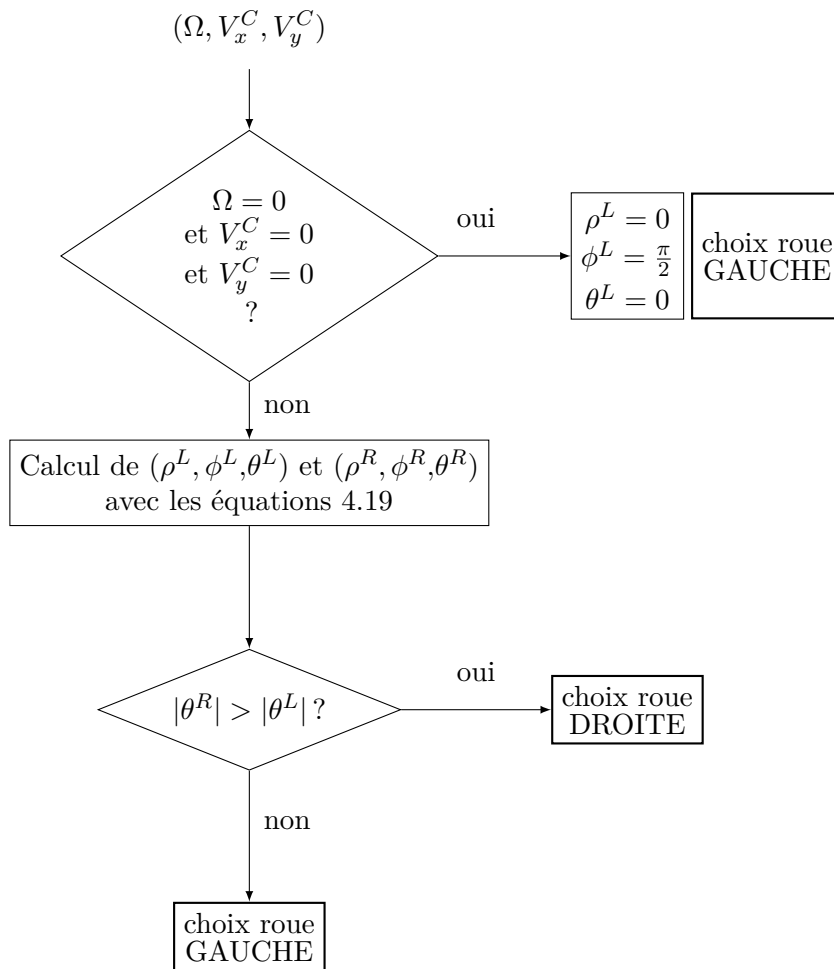 (Ω, V_x^C, V_y^C)
Ω = 0
et V_x^C = 0
et V_y^C = 0
?
oui
ρ^L = 0
ϕ^L = π/2
θ^L = 0
choix roue
GAUCHE
non
Calcul de (ρ^L, ϕ^L,θ^L) et (ρ^R, ϕ^R,θ^R)
avec les équations 4.19
|θ^R| > |θ^L| ?
oui
choix roue
DROITE
non
choix roue
GAUCHE